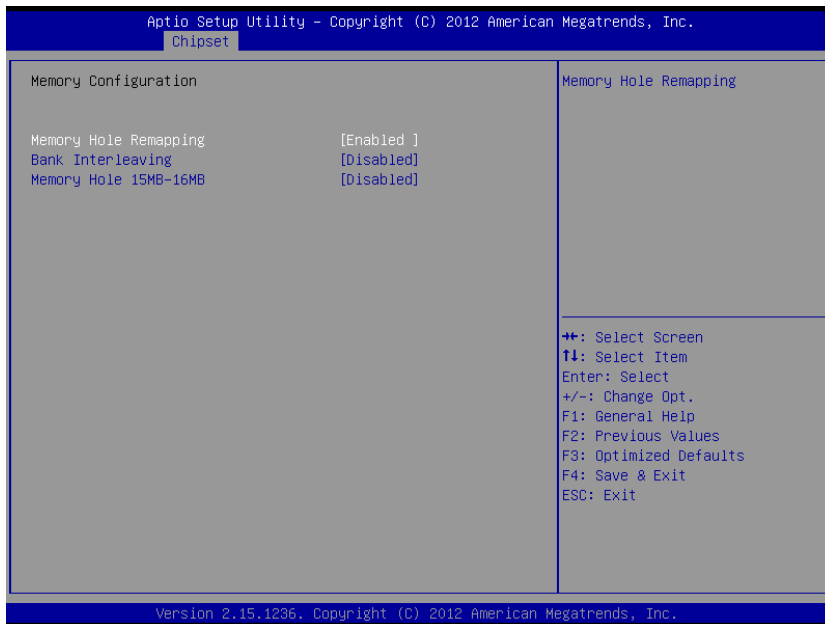 Aptio Setup Utility – Copyright (C) 2012 American Megatrends, Inc.
Chipset
Memory Configuration
Memory Hole Remapping [Enabled ]
Bank Interleaving [Disabled]
Memory Hole 15MB-16MB [Disabled]
Memory Hole Remapping
→←: Select Screen
↑↓: Select Item
Enter: Select
+/-: Change Opt.
F1: General Help
F2: Previous Values
F3: Optimized Defaults
F4: Save & Exit
ESC: Exit
Version 2.15.1236. Copyright (C) 2012 American Megatrends, Inc.